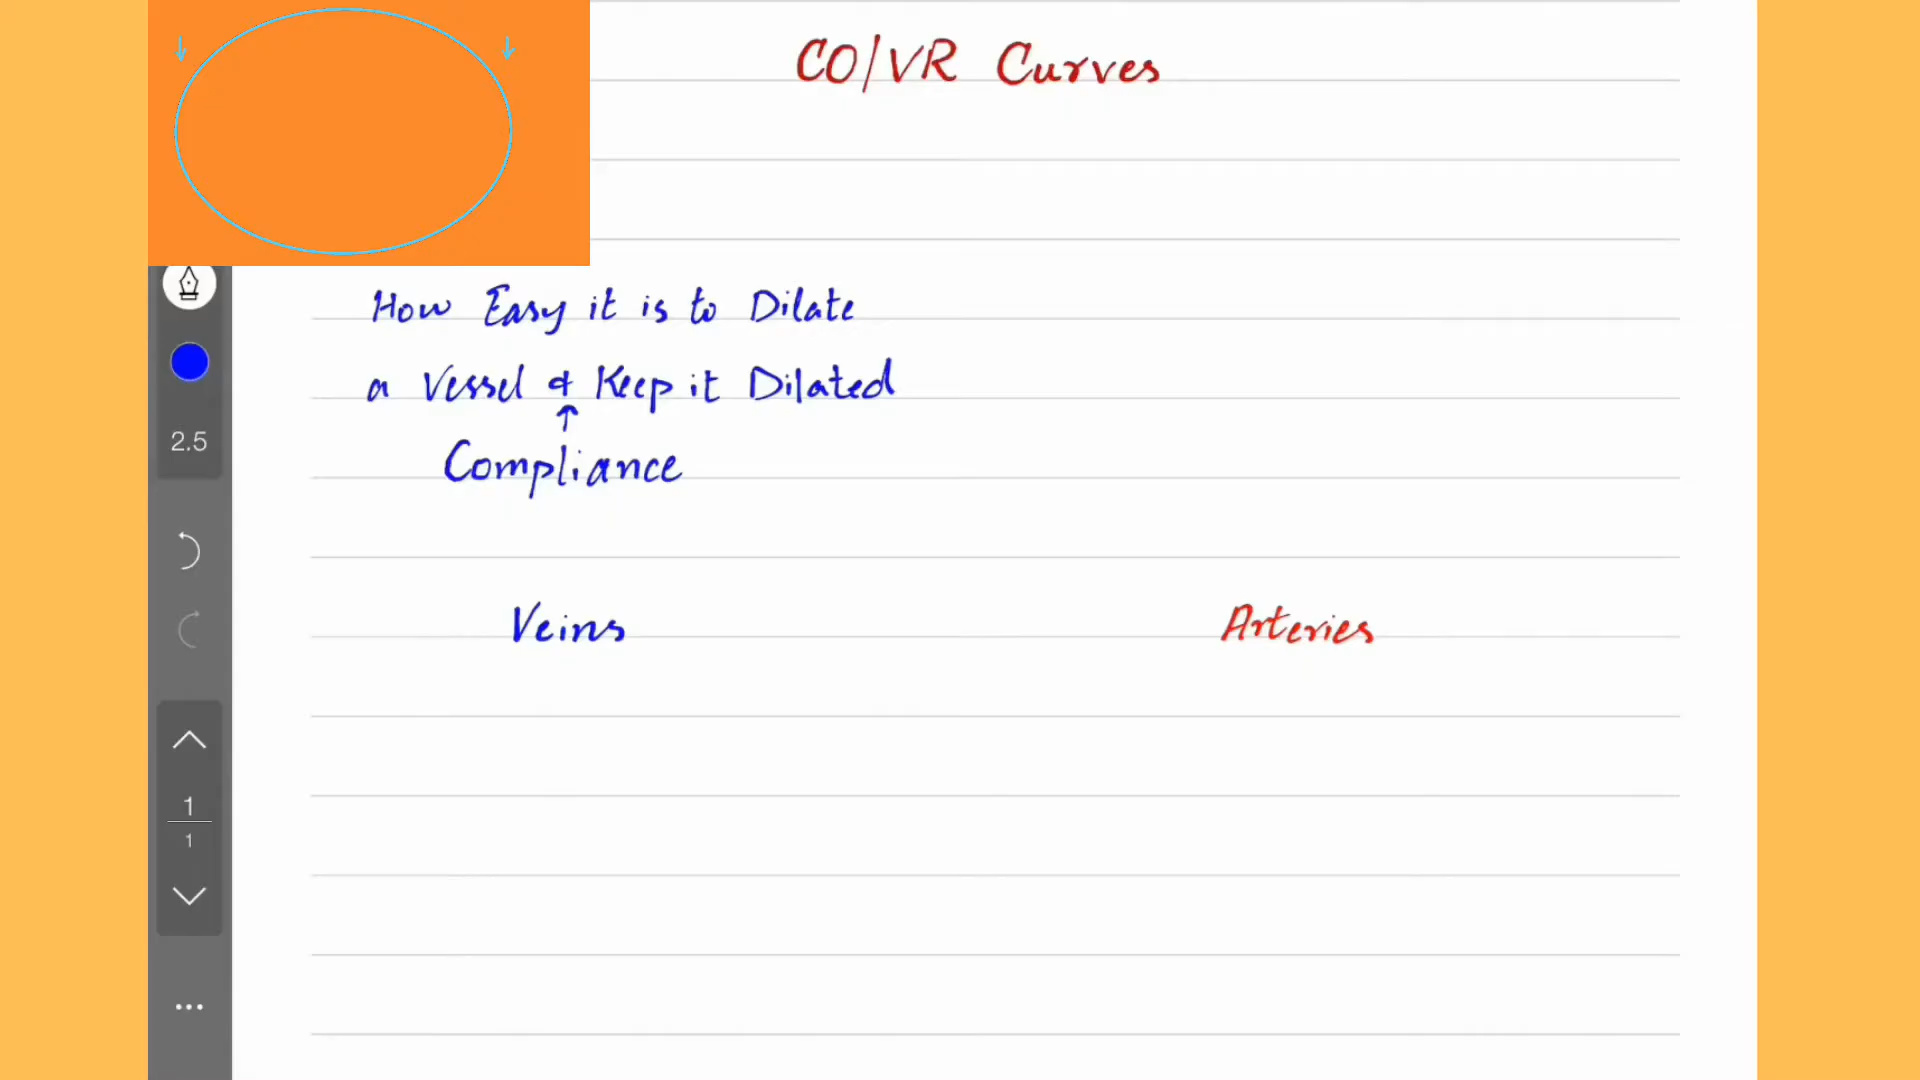 CO/VR Curves
How Easy it is to Dilate
a Vessel & Keep it Dilated
↑
Compliance
2.5
Veins
Arteries
1
1